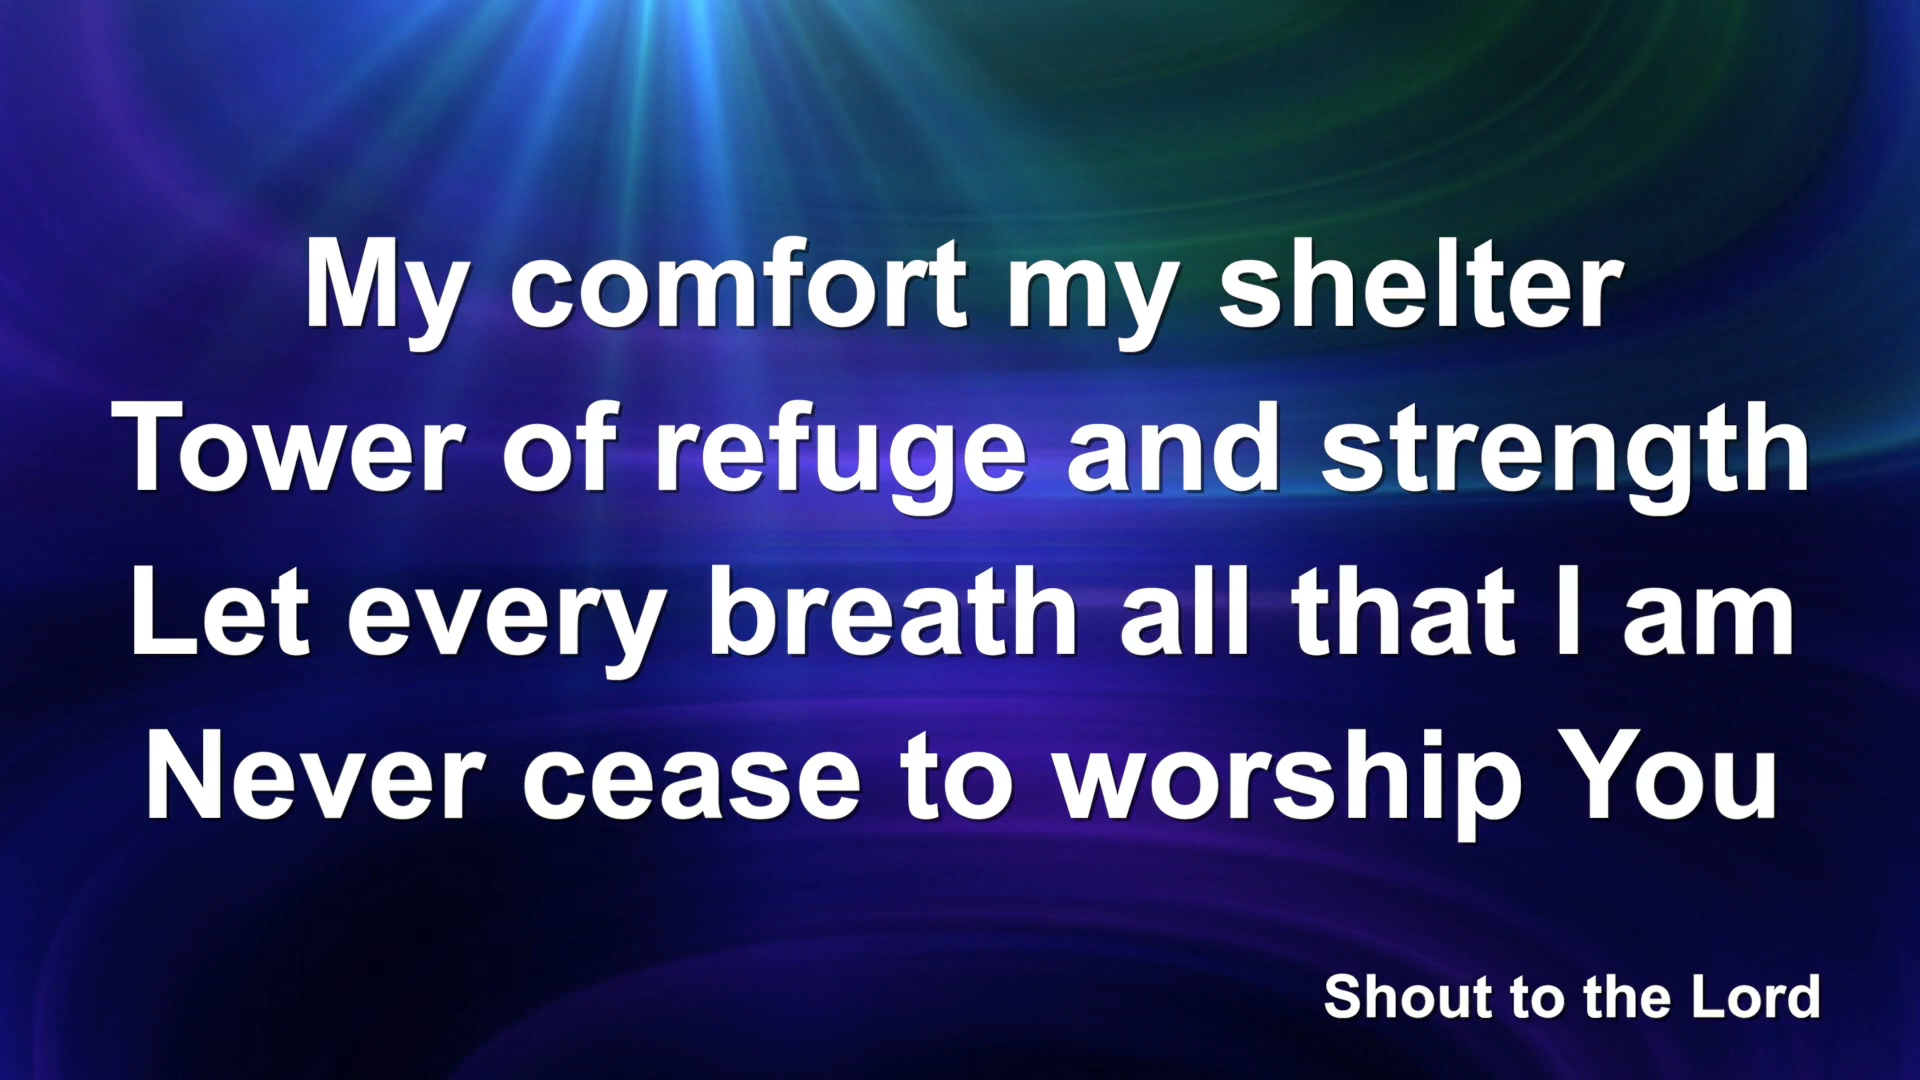 My comfort my shelter
Tower of refuge and strength
Let every breath all that I am
Never cease to worship You
Shout to the Lord